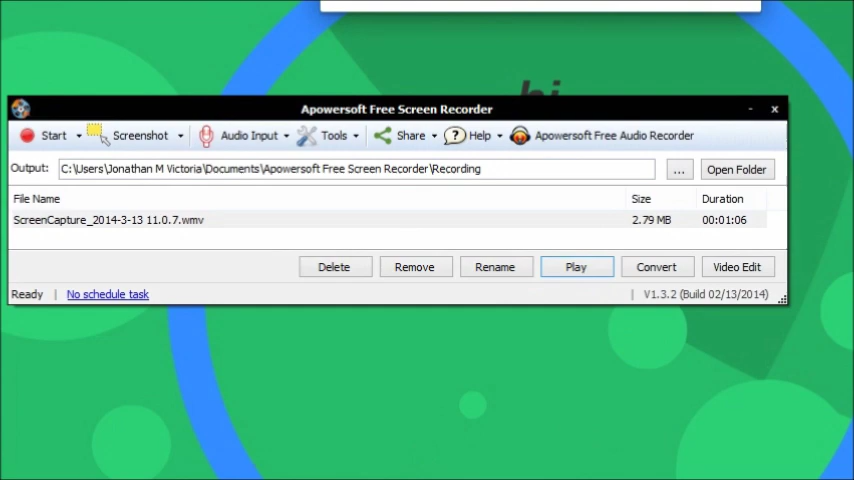 hi
Apowersoft Free Screen Recorder
Start Screenshot Audio Input Tools Share Help Apowersoft Free Audio Recorder
Output: C:\Users\Jonathan M Victoria\Documents\Apowersoft Free Screen Recorder\Recording ... Open Folder
File Name Size Duration
ScreenCapture_2014-3-13 11.0.7.wmv 2.79 MB 00:01:06
Delete Remove Rename Play Convert Video Edit
Ready | No schedule task | V1.3.2 (Build 02/13/2014)